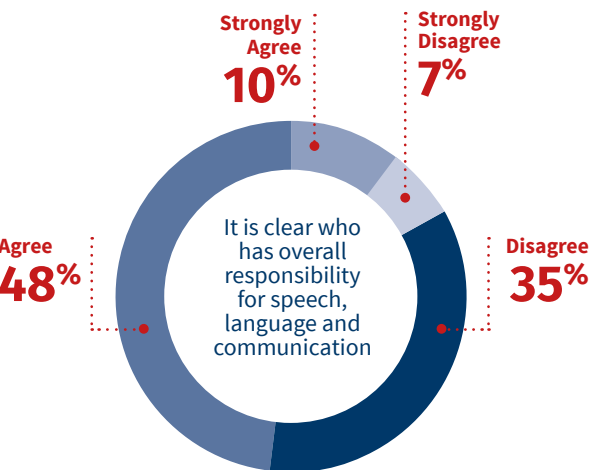 Strongly
Agree
10%
Strongly
Disagree
7%
It is clear who
has overall
responsibility
for speech,
language and
communication
Agree
48%
Disagree
35%